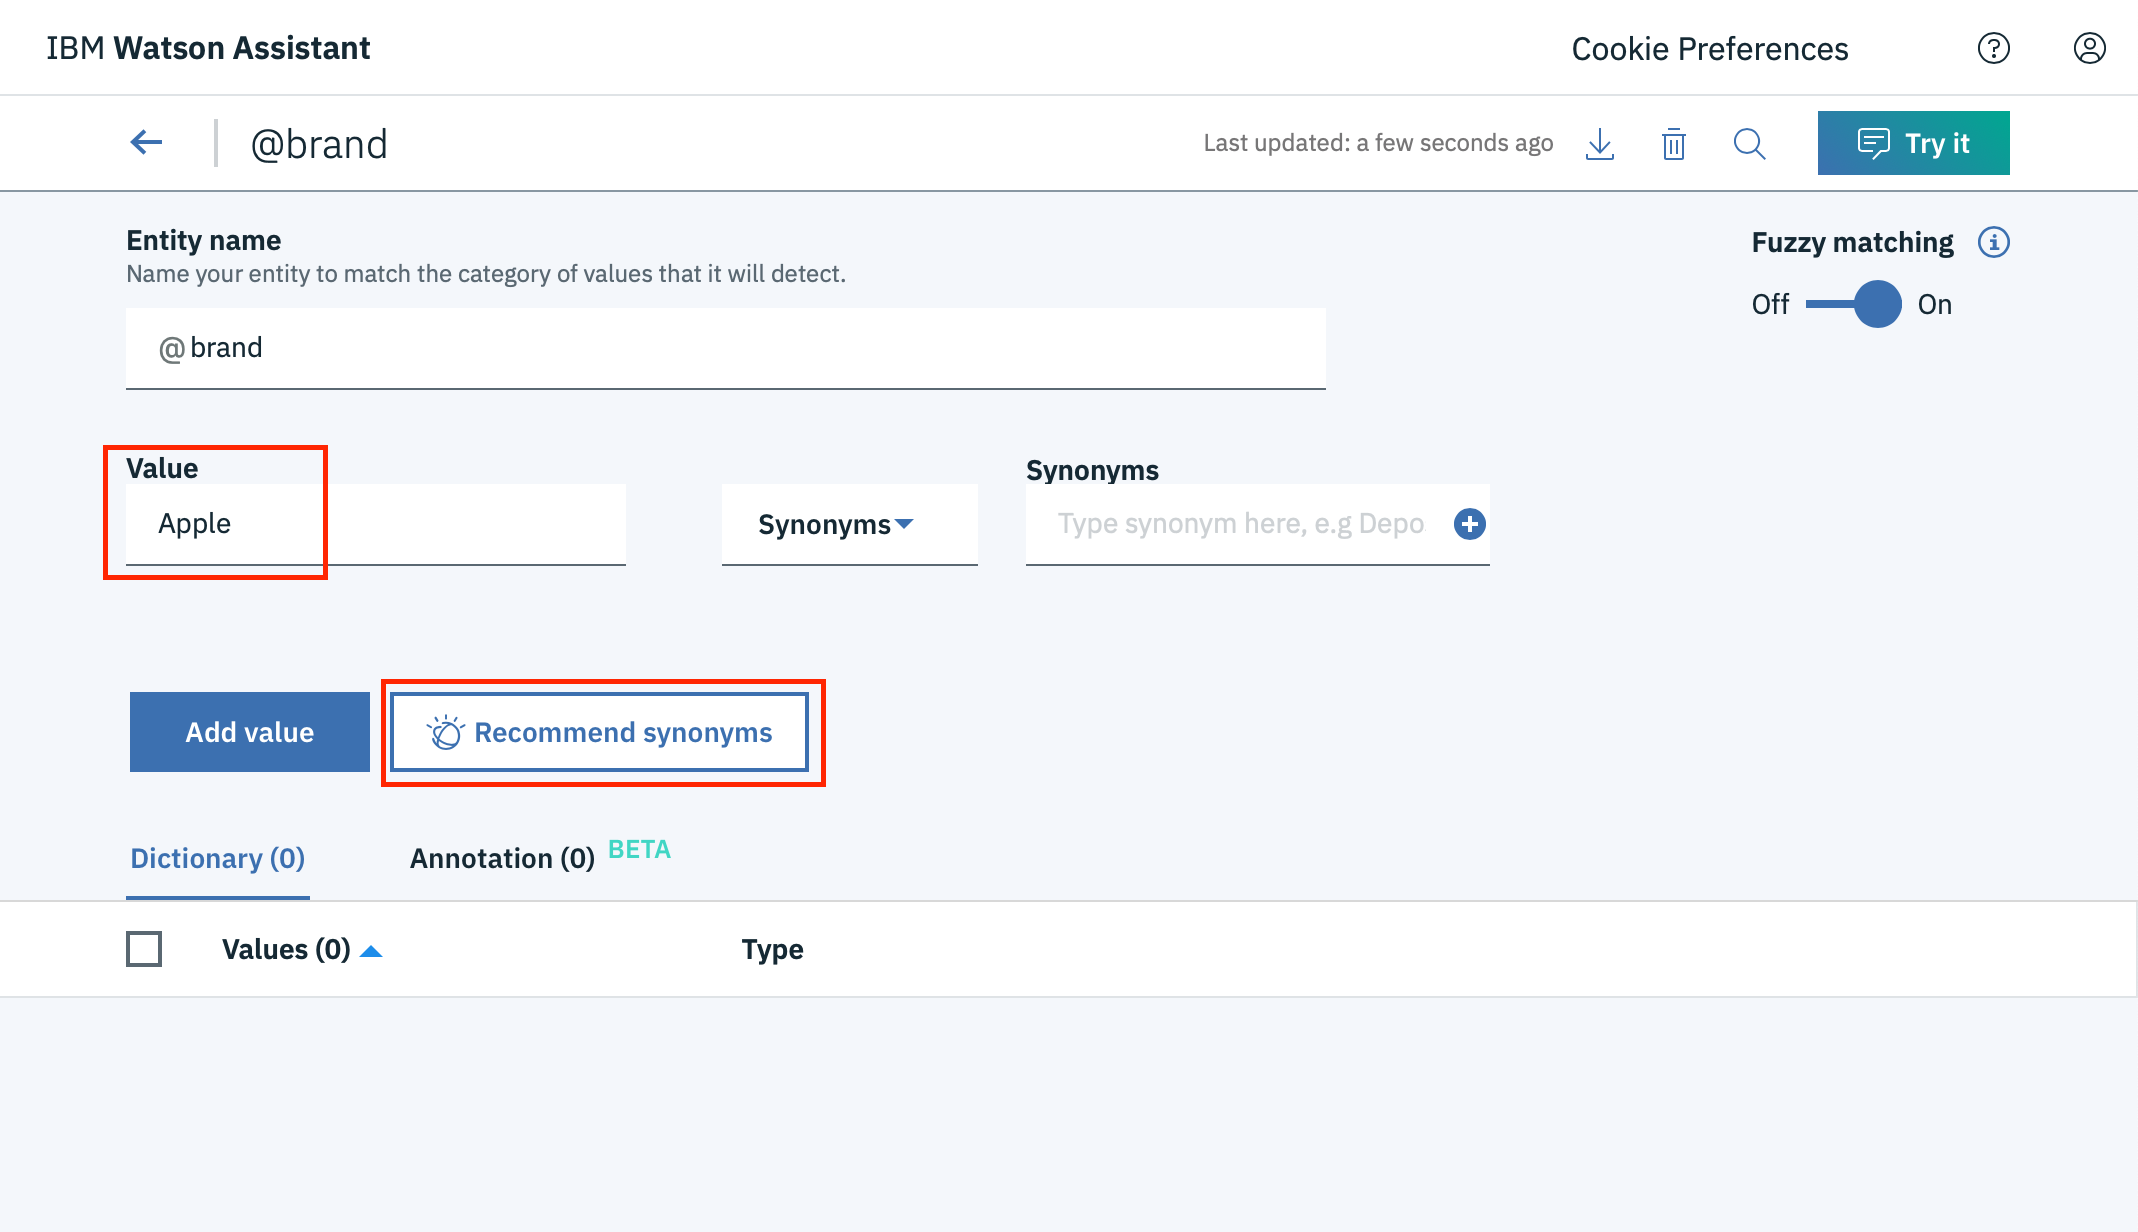 IBM Watson Assistant
Cookie Preferences
@brand
Last updated: a few seconds ago
Try it
Entity name
Name your entity to match the category of values that it will detect.
Fuzzy matching
Off On
@brand
Value
Synonyms
Apple
Synonyms
Type synonym here, e.g Depo
Add value
Recommend synonyms
Dictionary (0)
Annotation (0) BETA
Values (0)
Type